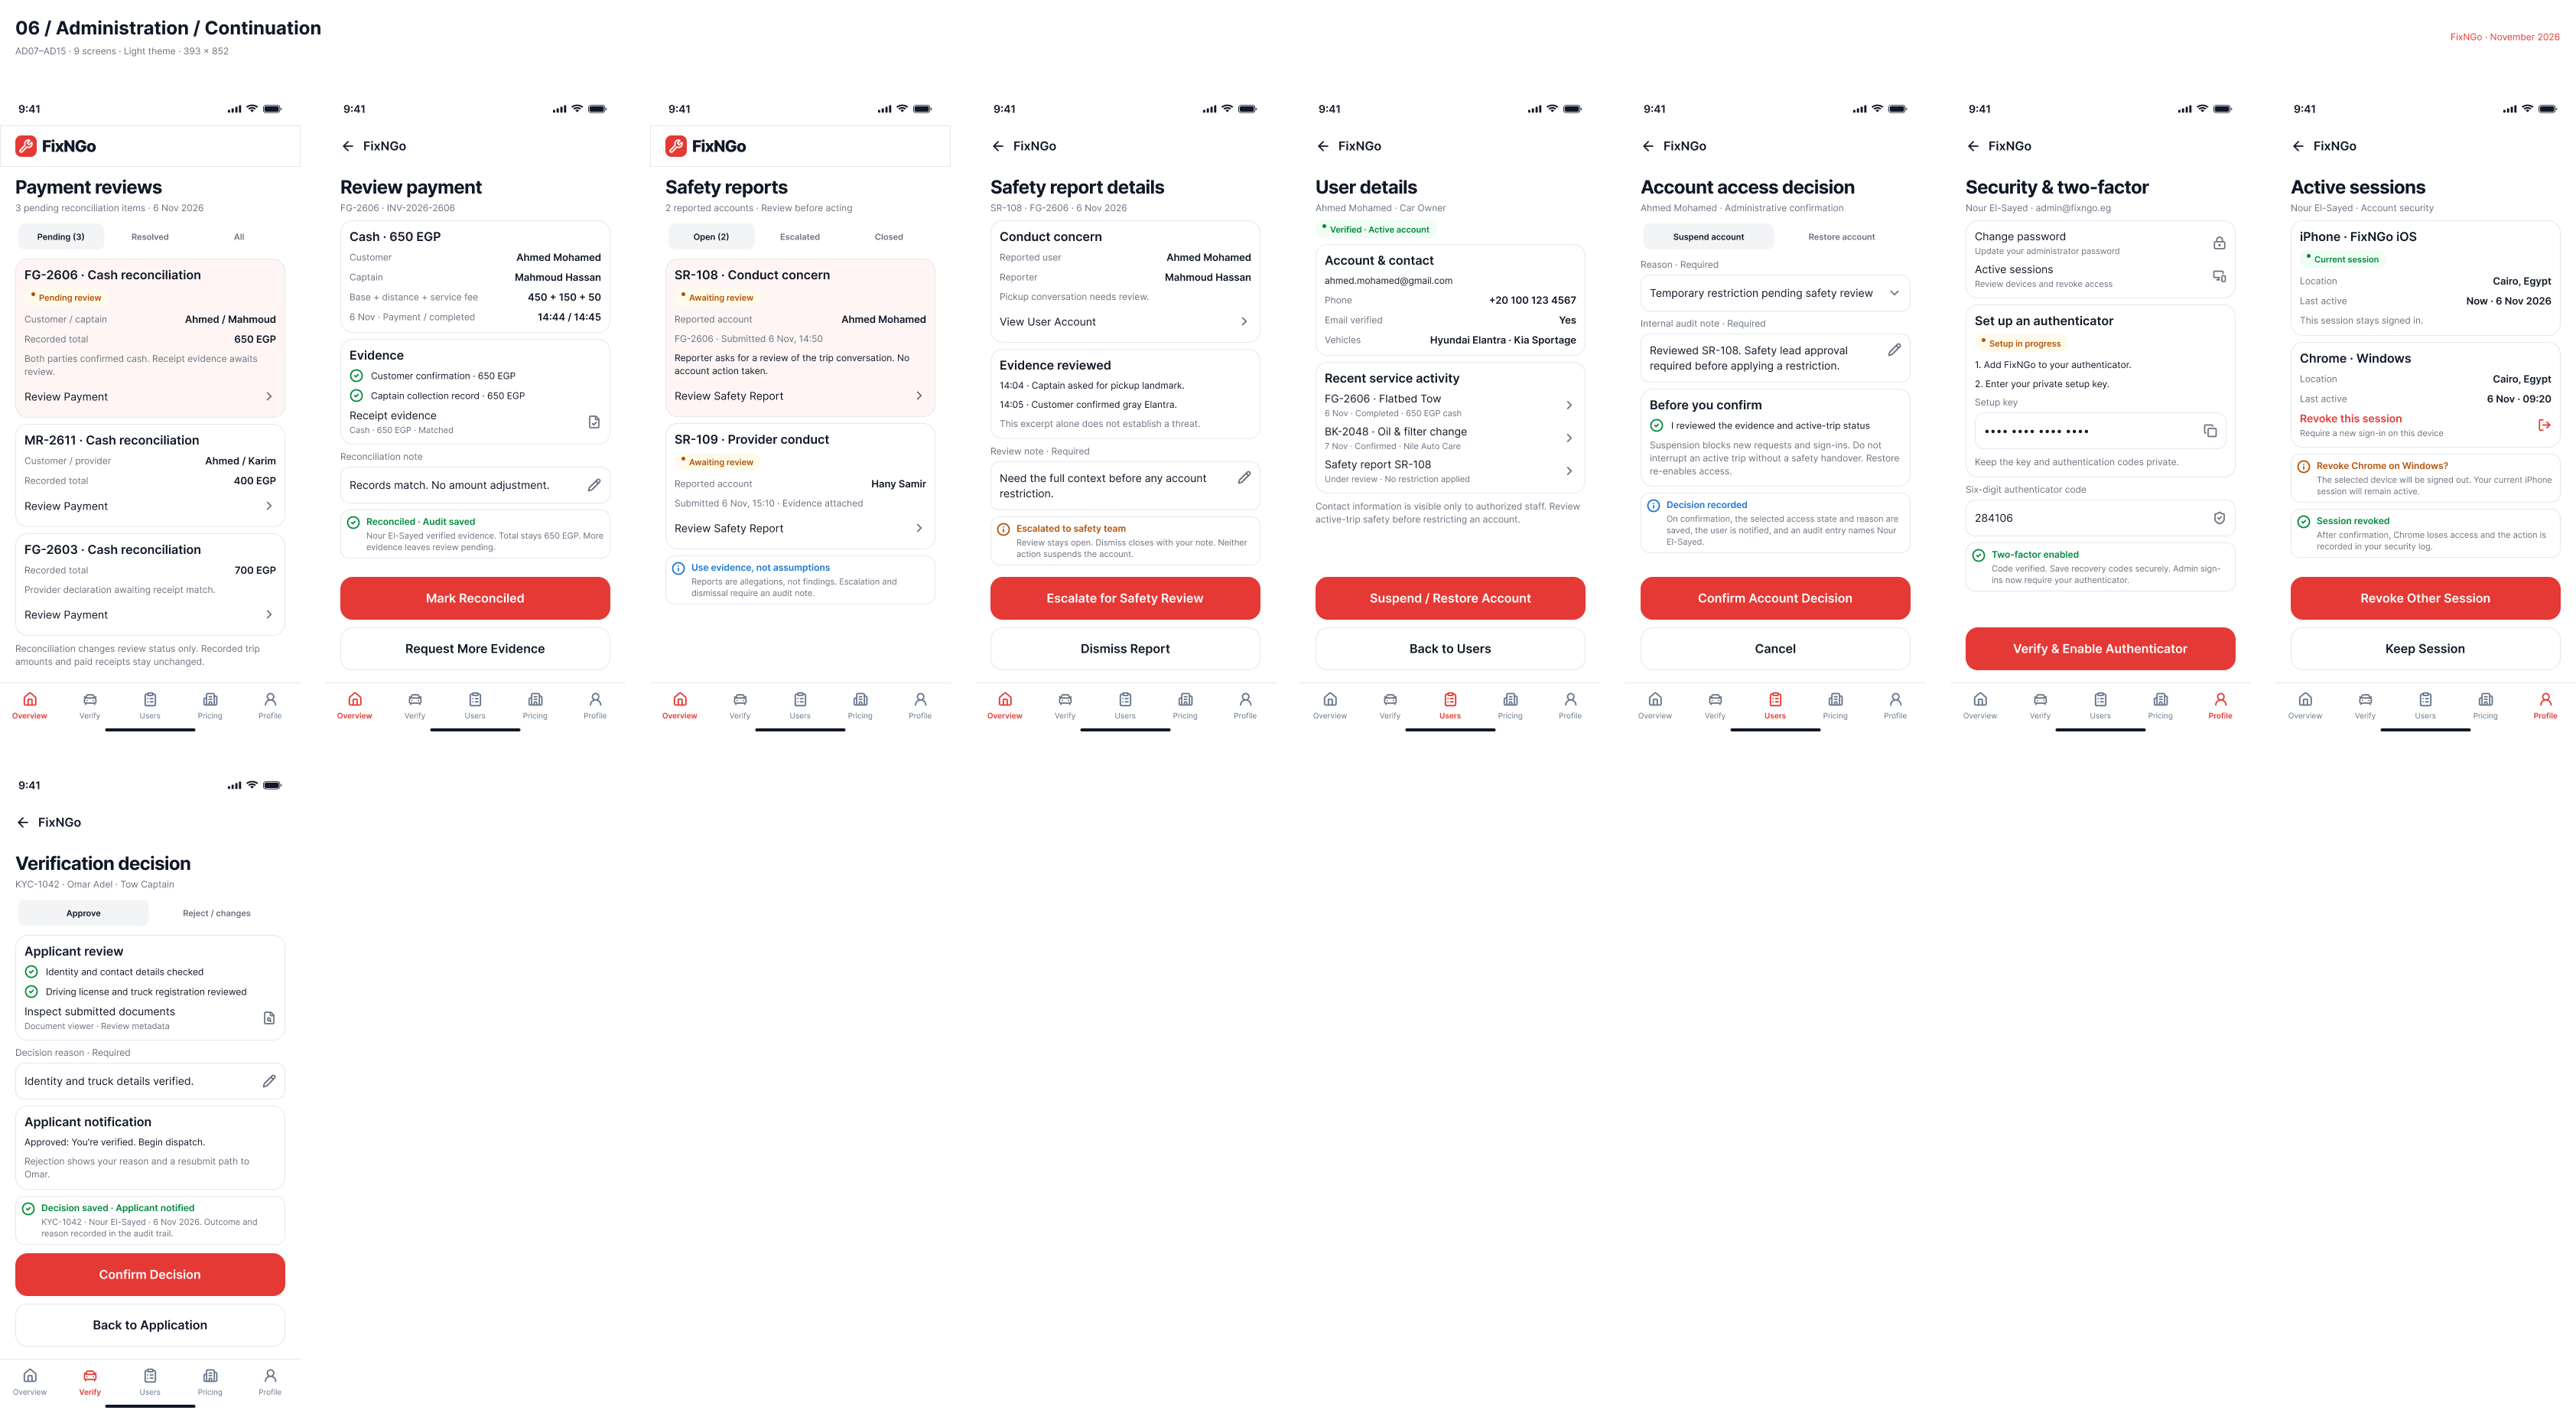 06 / Administration / Continuation
AD07–AD15 · 9 screens · Light theme · 393 × 852
FixNGo · November 2026
9:41
FixNGo
Payment reviews
3 pending reconciliation items · 6 Nov 2026
Pending (3)
Resolved
All
FG-2606 · Cash reconciliation
Pending review
Customer / captain
Ahmed / Mahmoud
Recorded total
650 EGP
Both parties confirmed cash. Receipt evidence awaits
review.
Review Payment
MR-2611 · Cash reconciliation
Customer / provider
Ahmed / Karim
Recorded total
400 EGP
Review Payment
FG-2603 · Cash reconciliation
Recorded total
700 EGP
Provider declaration awaiting receipt match.
Review Payment
Reconciliation changes review status only. Recorded trip
amounts and paid receipts stay unchanged.
Overview
Verify
Users
Pricing
Profile
9:41
FixNGo
Review payment
FG-2606 · INV-2026-2606
Cash · 650 EGP
Customer
Ahmed Mohamed
Captain
Mahmoud Hassan
Base + distance + service fee
450 + 150 + 50
6 Nov · Payment / completed
14:44 / 14:45
Evidence
Customer confirmation · 650 EGP
Captain collection record · 650 EGP
Receipt evidence
Cash · 650 EGP · Matched
Reconciliation note
Records match. No amount adjustment.
Reconciled · Audit saved
Nour El-Sayed verified evidence. Total stays 650 EGP. More
evidence leaves review pending.
Mark Reconciled
Request More Evidence
Overview
Verify
Users
Pricing
Profile
9:41
FixNGo
Safety reports
2 reported accounts · Review before acting
Open (2)
Escalated
Closed
SR-108 · Conduct concern
Awaiting review
Reported account
Ahmed Mohamed
FG-2606 · Submitted 6 Nov, 14:50
Reporter asks for a review of the trip conversation. No
account action taken.
Review Safety Report
SR-109 · Provider conduct
Awaiting review
Reported account
Hany Samir
Submitted 6 Nov, 15:10 · Evidence attached
Review Safety Report
Use evidence, not assumptions
Reports are allegations, not findings. Escalation and
dismissal require an audit note.
Overview
Verify
Users
Pricing
Profile
9:41
FixNGo
Safety report details
SR-108 · FG-2606 · 6 Nov 2026
Conduct concern
Reported user
Ahmed Mohamed
Reporter
Mahmoud Hassan
Pickup conversation needs review.
View User Account
Evidence reviewed
14:04 · Captain asked for pickup landmark.
14:05 · Customer confirmed gray Elantra.
This excerpt alone does not establish a threat.
Review note · Required
Need the full context before any account
restriction.
Escalated to safety team
Review stays open. Dismiss closes with your note. Neither
action suspends the account.
Escalate for Safety Review
Dismiss Report
Overview
Verify
Users
Pricing
Profile
9:41
FixNGo
User details
Ahmed Mohamed · Car Owner
Verified · Active account
Account & contact
ahmed.mohamed@gmail.com
Phone
+20 100 123 4567
Email verified
Yes
Vehicles
Hyundai Elantra · Kia Sportage
Recent service activity
FG-2606 · Flatbed Tow
6 Nov · Completed · 650 EGP cash
BK-2048 · Oil & filter change
7 Nov · Confirmed · Nile Auto Care
Safety report SR-108
Under review · No restriction applied
Contact information is visible only to authorized staff. Review
active-trip safety before restricting an account.
Suspend / Restore Account
Back to Users
Overview
Verify
Users
Pricing
Profile
9:41
FixNGo
Account access decision
Ahmed Mohamed · Administrative confirmation
Suspend account
Restore account
Reason · Required
Temporary restriction pending safety review
Internal audit note · Required
Reviewed SR-108. Safety lead approval
required before applying a restriction.
Before you confirm
I reviewed the evidence and active-trip status
Suspension blocks new requests and sign-ins. Do not
interrupt an active trip without a safety handover. Restore
re-enables access.
Decision recorded
On confirmation, the selected access state and reason are
saved, the user is notified, and an audit entry names Nour
El-Sayed.
Confirm Account Decision
Cancel
Overview
Verify
Users
Pricing
Profile
9:41
FixNGo
Security & two-factor
Nour El-Sayed · admin@fixngo.eg
Change password
Update your administrator password
Active sessions
Review devices and revoke access
Set up an authenticator
Setup in progress
1. Add FixNGo to your authenticator.
2. Enter your private setup key.
Setup key
•••• •••• •••• ••••
Keep the key and authentication codes private.
Six-digit authenticator code
284106
Two-factor enabled
Code verified. Save recovery codes securely. Admin sign-
ins now require your authenticator.
Verify & Enable Authenticator
Overview
Verify
Users
Pricing
Profile
9:41
FixNGo
Active sessions
Nour El-Sayed · Account security
iPhone · FixNGo iOS
Current session
Location
Cairo, Egypt
Last active
Now · 6 Nov 2026
This session stays signed in.
Chrome · Windows
Location
Cairo, Egypt
Last active
6 Nov · 09:20
Revoke this session
Require a new sign-in on this device
Revoke Chrome on Windows?
The selected device will be signed out. Your current iPhone
session will remain active.
Session revoked
After confirmation, Chrome loses access and the action is
recorded in your security log.
Revoke Other Session
Keep Session
Overview
Verify
Users
Pricing
Profile
9:41
FixNGo
Verification decision
KYC-1042 · Omar Adel · Tow Captain
Approve
Reject / changes
Applicant review
Identity and contact details checked
Driving license and truck registration reviewed
Inspect submitted documents
Document viewer · Review metadata
Decision reason · Required
Identity and truck details verified.
Applicant notification
Approved: You're verified. Begin dispatch.
Rejection shows your reason and a resubmit path to
Omar.
Decision saved · Applicant notified
KYC-1042 · Nour El-Sayed · 6 Nov 2026. Outcome and
reason recorded in the audit trail.
Confirm Decision
Back to Application
Overview
Verify
Users
Pricing
Profile